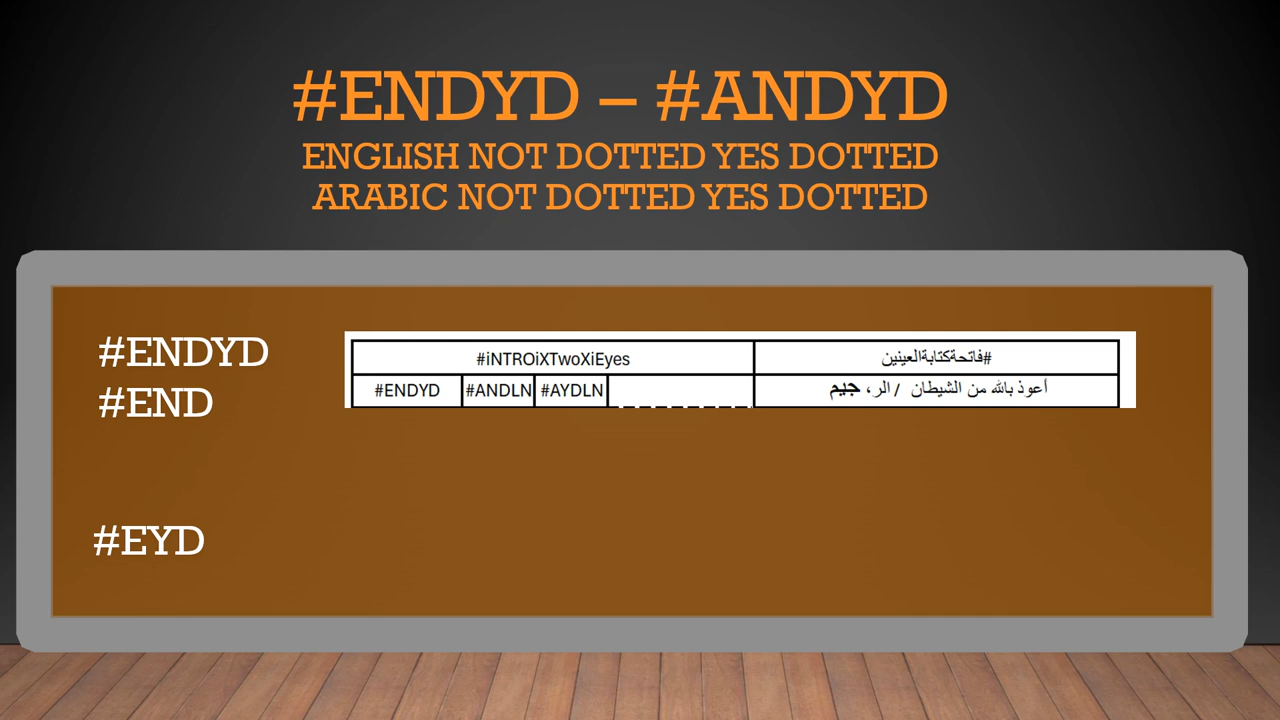 #ENDYD – #ANDYD
ENGLISH NOT DOTTED YES DOTTED
ARABIC NOT DOTTED YES DOTTED
#ENDYD
#END
#EYD
#iNTROiXTwoXiEyes
#فاتحةكتابةالعينين
#ENDYD #ANDLN #AYDLN
أعوذ بالله من الشيطان / الر، جيم